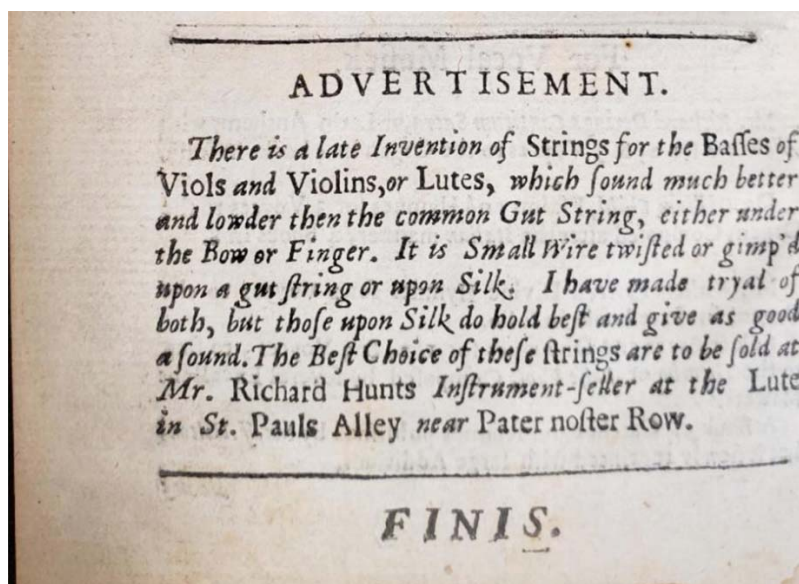 ADVERTISEMENT.
There is a late Invention of Strings for the Baſſes of
Viols and Violins, or Lutes, which ſound much better
and lowder then the common Gut String, either under
the Bow or Finger. It is Small Wire twiſted or gimp'd
upon a gut ſtring or upon Silk. I have made tryal of
both, but thoſe upon Silk do hold beſt and give as good
a ſound. The Beſt Choice of theſe ſtrings are to be ſold at
Mr. Richard Hunts Inſtrument-ſeller at the Lute
in St. Pauls Alley near Pater noſter Row.
FINIS.